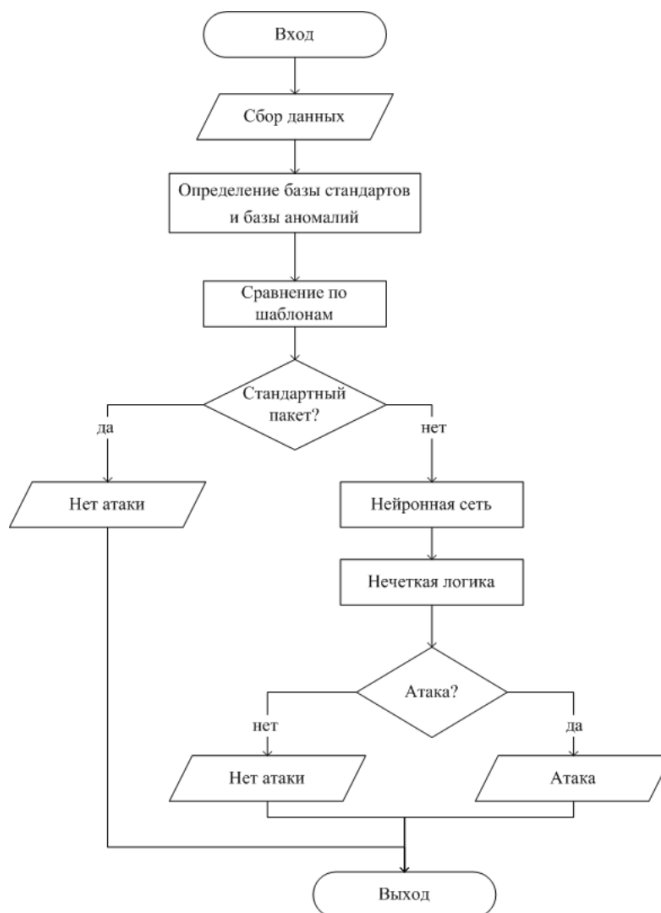 Вход
Сбор данных
Определение базы стандартов
и базы аномалий
Сравнение по
шаблонам
Стандартный
пакет?
да
нет
Нет атаки
Нейронная сеть
Нечеткая логика
Атака?
нет
да
Нет атаки
Атака
Выход